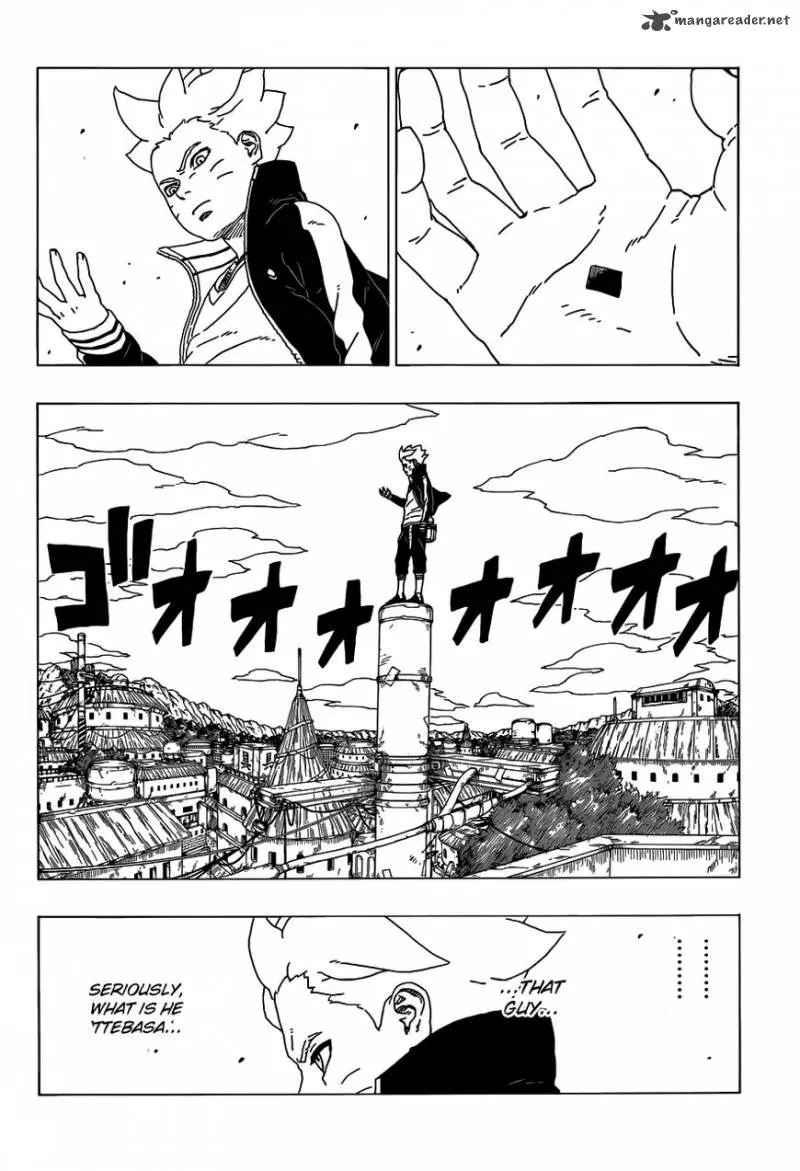 mangareader.net
ゴオオオオオオオ
...THAT
GUY...
SERIOUSLY,
WHAT IS HE
'TTEBASA...